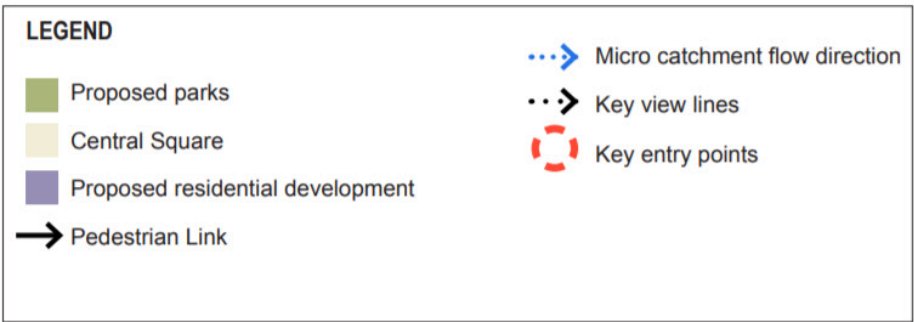 LEGEND
Proposed parks
Central Square
Proposed residential development
Pedestrian Link
Micro catchment flow direction
Key view lines
Key entry points